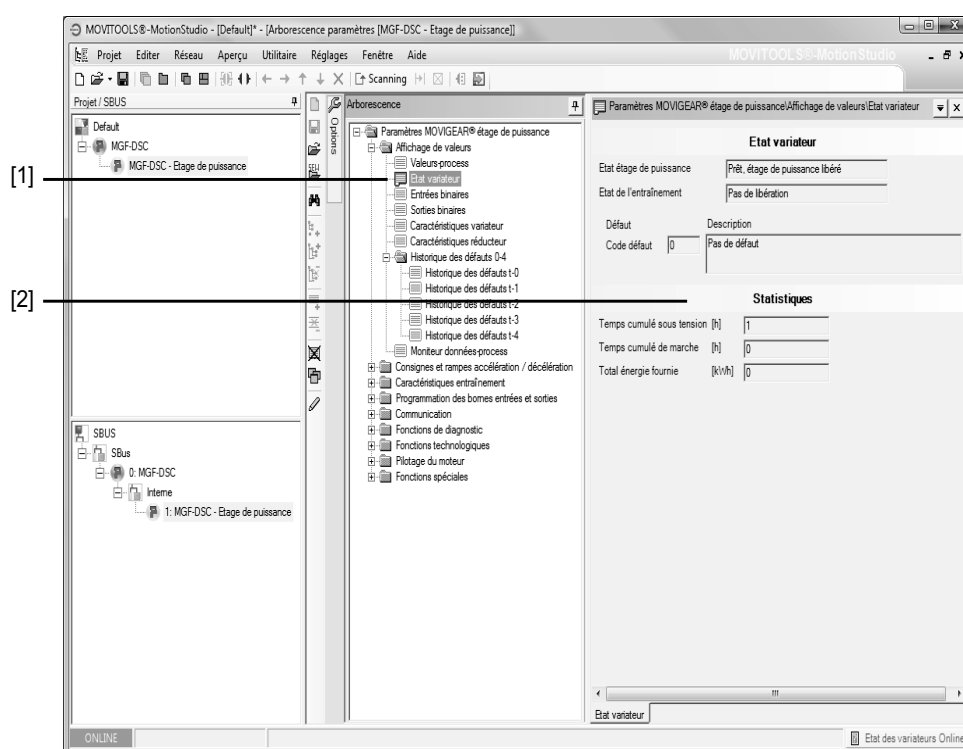 MOVITOOLS®-MotionStudio - [Default]* - [Arborescence paramètres [MGF-DSC - Etage de puissance]]
Projet Editer Réseau Aperçu Utilitaire Réglages Fenêtre Aide
MOVITOOLS®-MotionStudio
Scanning
Projet / SBUS
Default
MGF-DSC
MGF-DSC - Etage de puissance
[1]
[2]
SBUS
SBus
0: MGF-DSC
Interne
1: MGF-DSC - Etage de puissance
Options
Arborescence
Paramètres MOVIGEAR® étage de puissance
Affichage de valeurs
Valeurs-process
Etat variateur
Entrées binaires
Sorties binaires
Caractéristiques variateur
Caractéristiques réducteur
Historique des défauts 0-4
Historique des défauts t-0
Historique des défauts t-1
Historique des défauts t-2
Historique des défauts t-3
Historique des défauts t-4
Moniteur données-process
Consignes et rampes accélération / décélération
Caractéristiques entraînement
Programmation des bornes entrées et sorties
Communication
Fonctions de diagnostic
Fonctions technologiques
Pilotage du moteur
Fonctions spéciales
Paramètres MOVIGEAR® étage de puissance\Affichage de valeurs\Etat variateur
Etat variateur
Etat étage de puissance Prêt, étage de puissance libéré
Etat de l'entraînement Pas de libération
Défaut Description
Code défaut 0 Pas de défaut
Statistiques
Temps cumulé sous tension [h] 1
Temps cumulé de marche [h] 0
Total énergie fournie [kWh] 0
Etat variateur
ONLINE
Etat des variateurs Online